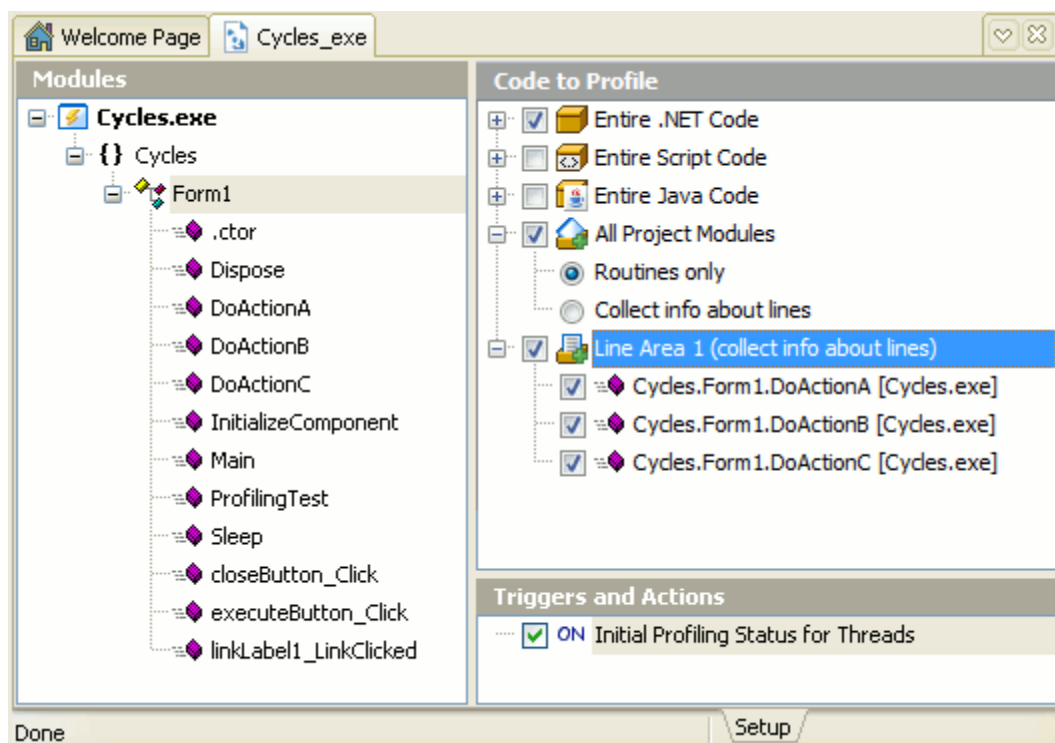 Welcome Page
Cycles_exe
Modules
Cycles.exe
{} Cycles
Form1
.ctor
Dispose
DoActionA
DoActionB
DoActionC
InitializeComponent
Main
ProfilingTest
Sleep
closeButton_Click
executeButton_Click
linkLabel1_LinkClicked
Code to Profile
Entire .NET Code
Entire Script Code
Entire Java Code
All Project Modules
Routines only
Collect info about lines
Line Area 1 (collect info about lines)
Cycles.Form1.DoActionA [Cycles.exe]
Cycles.Form1.DoActionB [Cycles.exe]
Cycles.Form1.DoActionC [Cycles.exe]
Triggers and Actions
ON Initial Profiling Status for Threads
Done
Setup